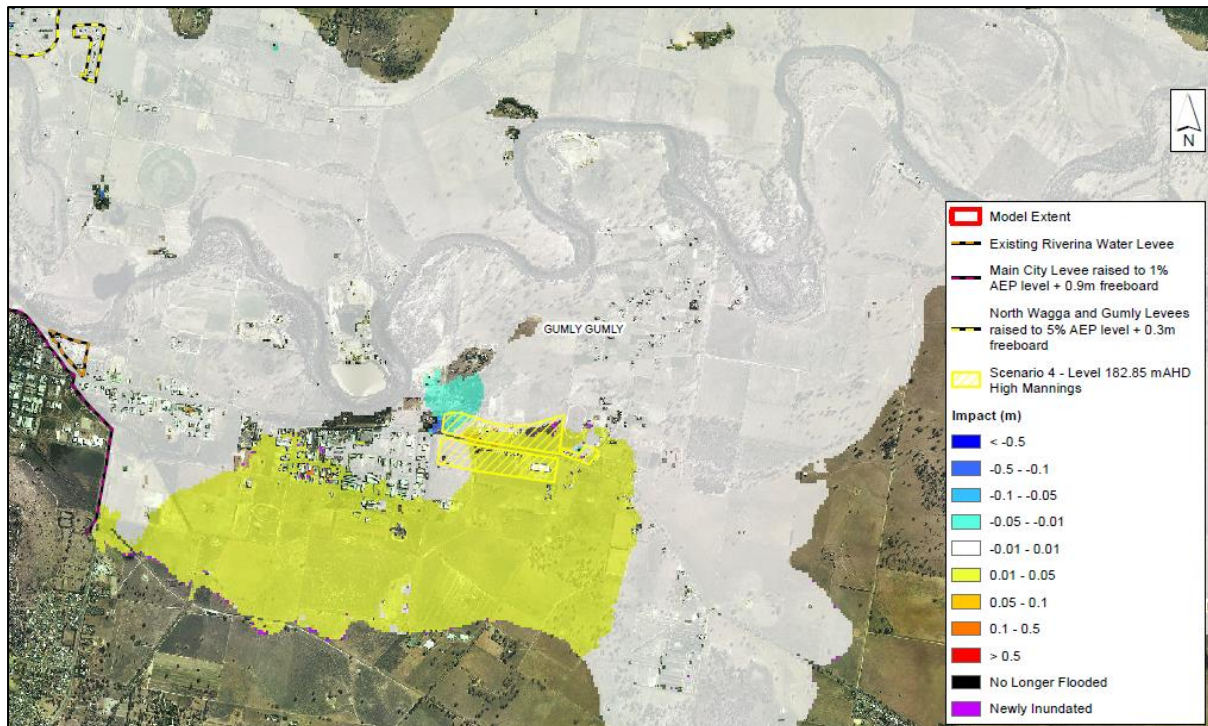 N
GUMLY GUMLY
Model Extent
Existing Riverina Water Levee
Main City Levee raised to 1%
AEP level + 0.9m freeboard
North Wagga and Gumly Levees
raised to 5% AEP level + 0.3m
freeboard
Scenario 4 - Level 182.85 mAHD
High Mannings
Impact (m)
< -0.5
-0.5 - -0.1
-0.1 - -0.05
-0.05 - -0.01
-0.01 - 0.01
0.01 - 0.05
0.05 - 0.1
0.1 - 0.5
> 0.5
No Longer Flooded
Newly Inundated